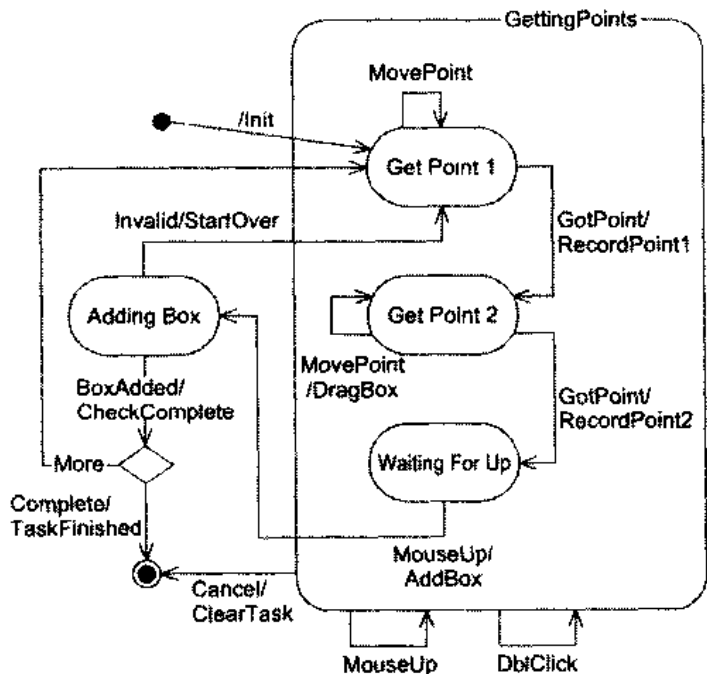 GettingPoints
MovePoint
/Init
Get Point 1
Invalid/StartOver
GotPoint/
RecordPoint1
Adding Box
Get Point 2
MovePoint
/DragBox
BoxAdded/
CheckComplete
GotPoint/
RecordPoint2
More
Waiting For Up
Complete/
TaskFinished
MouseUp/
AddBox
Cancel/
ClearTask
MouseUp
DblClick